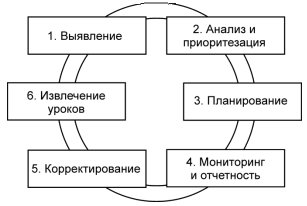 1. Выявление
2. Анализ и
приоритезация
3. Планирование
4. Мониторинг
и отчетность
5. Корректирование
6. Извлечение
уроков